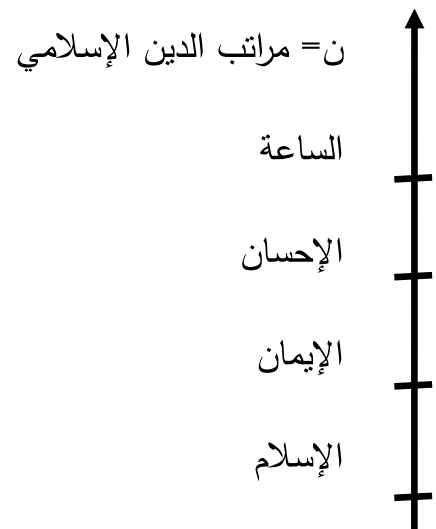 ن= مراتب الدين الإسلامي
الساعة
الإحسان
الإيمان
الإسلام